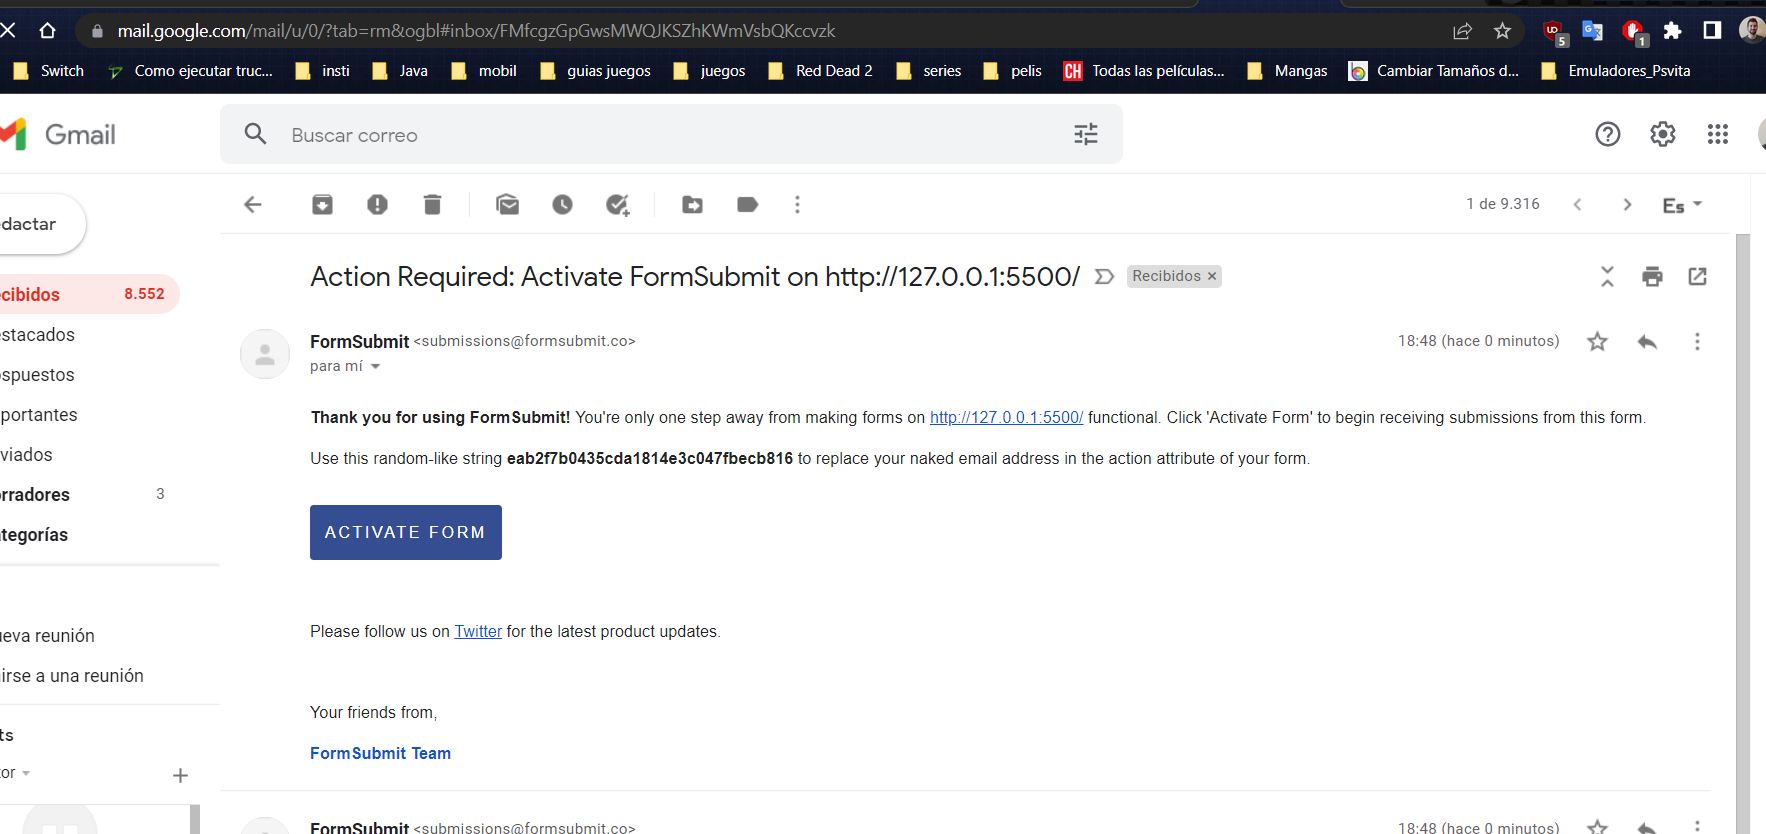 mail.google.com/mail/u/0/?tab=rm&ogbl#inbox/FMfcgzGpGwsMWQJKSZhKWmVsbQKccvzk
5
1
Switch
Como ejecutar truc...
insti
Java
mobil
guias juegos
juegos
Red Dead 2
series
pelis
CH
Todas las películas...
Mangas
Cambiar Tamaños d...
Emuladores_Psvita
Gmail
Buscar correo
dactar
1 de 9.316
Es
cibidos 8.552
Action Required: Activate FormSubmit on http://127.0.0.1:5500/
Recibidos ×
stacados
FormSubmit <submissions@formsubmit.co>
18:48 (hace 0 minutos)
para mí
spuestos
portantes
Thank you for using FormSubmit! You're only one step away from making forms on http://127.0.0.1:5500/ functional. Click 'Activate Form' to begin receiving submissions from this form.
viados
Use this random-like string eab2f7b0435cda1814e3c047fbecb816 to replace your naked email address in the action attribute of your form.
rradores 3
tegorías
ACTIVATE FORM
Please follow us on Twitter for the latest product updates.
eva reunión
irse a una reunión
Your friends from,
ts
FormSubmit Team
or
FormSubmit <submissions@formsubmit.co>
18:48 (hace 0 minutos)